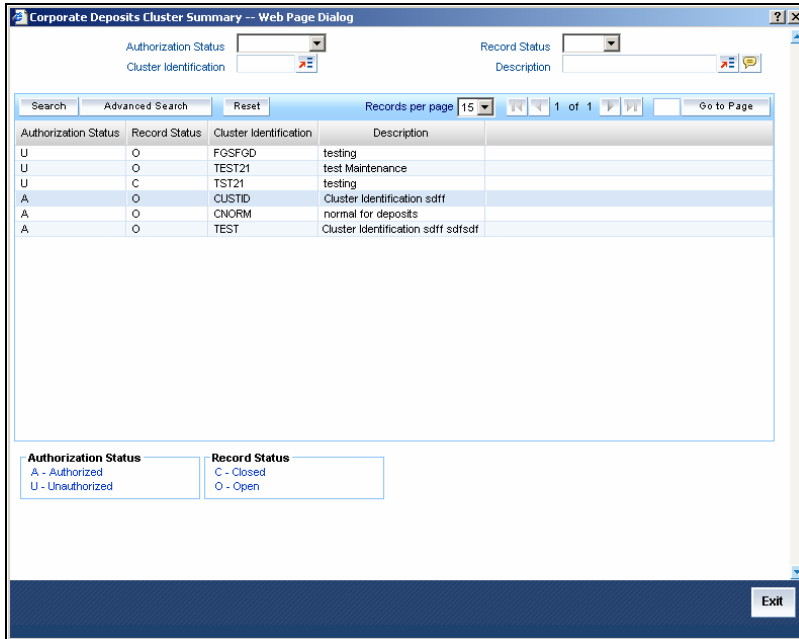 Corporate Deposits Cluster Summary -- Web Page Dialog
Authorization Status Record Status
Cluster Identification Description
Search Advanced Search Reset Records per page 15 1 of 1 Go to Page
Authorization Status Record Status Cluster Identification Description
U O FGSFGD testing
U O TEST21 test Maintenance
U C TST21 testing
A O CUSTID Cluster Identification sdff
A O CNORM normal for deposits
A O TEST Cluster Identification sdff sdfsdf
Authorization Status Record Status
A - Authorized C - Closed
U - Unauthorized O - Open
Exit